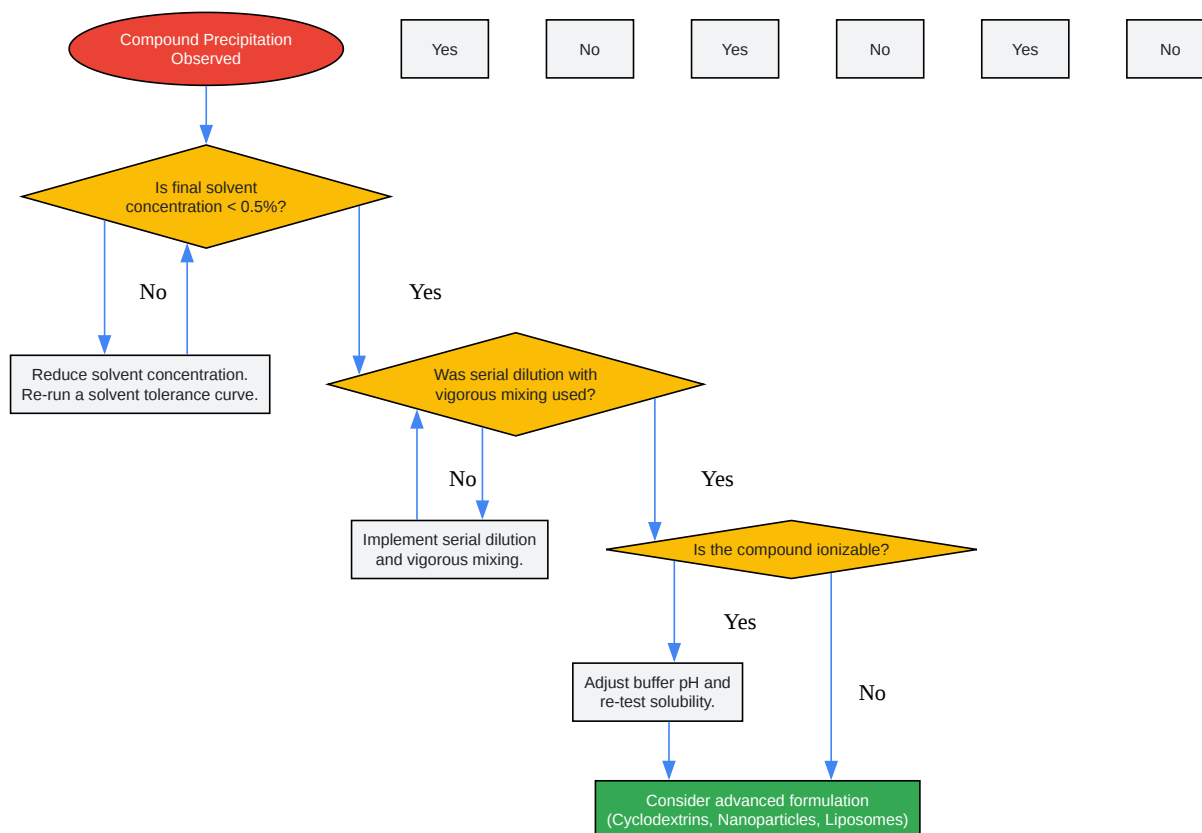 Compound Precipitation
Observed
Yes
No
Yes
No
Yes
No
Is final solvent
concentration < 0.5%?
No
Yes
Reduce solvent concentration.
Re-run a solvent tolerance curve.
Was serial dilution with
vigorous mixing used?
No
Yes
Implement serial dilution
and vigorous mixing.
Is the compound ionizable?
Yes
Adjust buffer pH and
re-test solubility.
No
Consider advanced formulation
(Cyclodextrins, Nanoparticles, Liposomes)